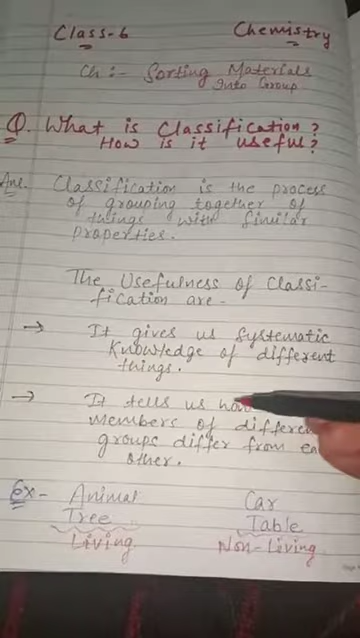 Class-6 Chemistry
Ch:- Sorting Materials
Into Group
Q. What is Classification?
How is it useful?
Ans. Classification is the process
of grouping together of
things with similar
properties.
The Usefulness of Classi-
fication are -
→ It gives us Systematic
Knowledge of different
things.
→ It tells us
members of
groups differ from
other.
Ex- Animal Car
Tree Table
Living Non-Living